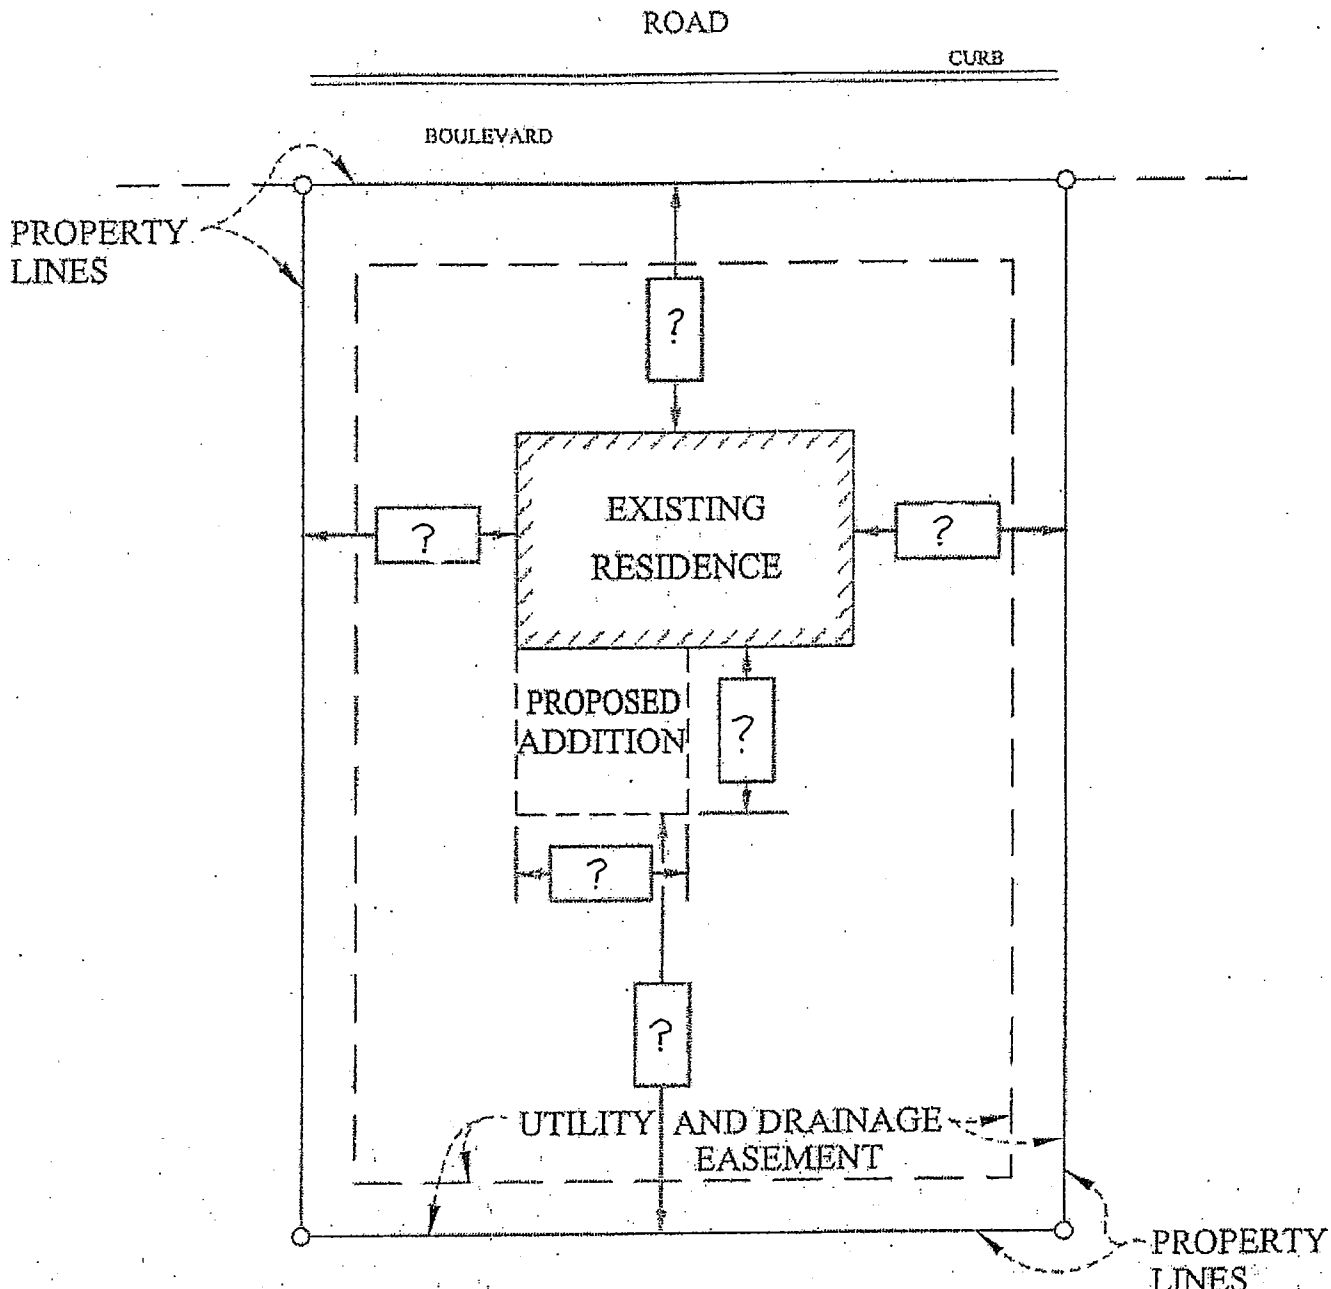 ROAD
CURB
BOULEVARD
PROPERTY
LINES
?
EXISTING
RESIDENCE
?
?
PROPOSED
ADDITION
?
?
?
UTILITY AND DRAINAGE
EASEMENT
PROPERTY
LINES